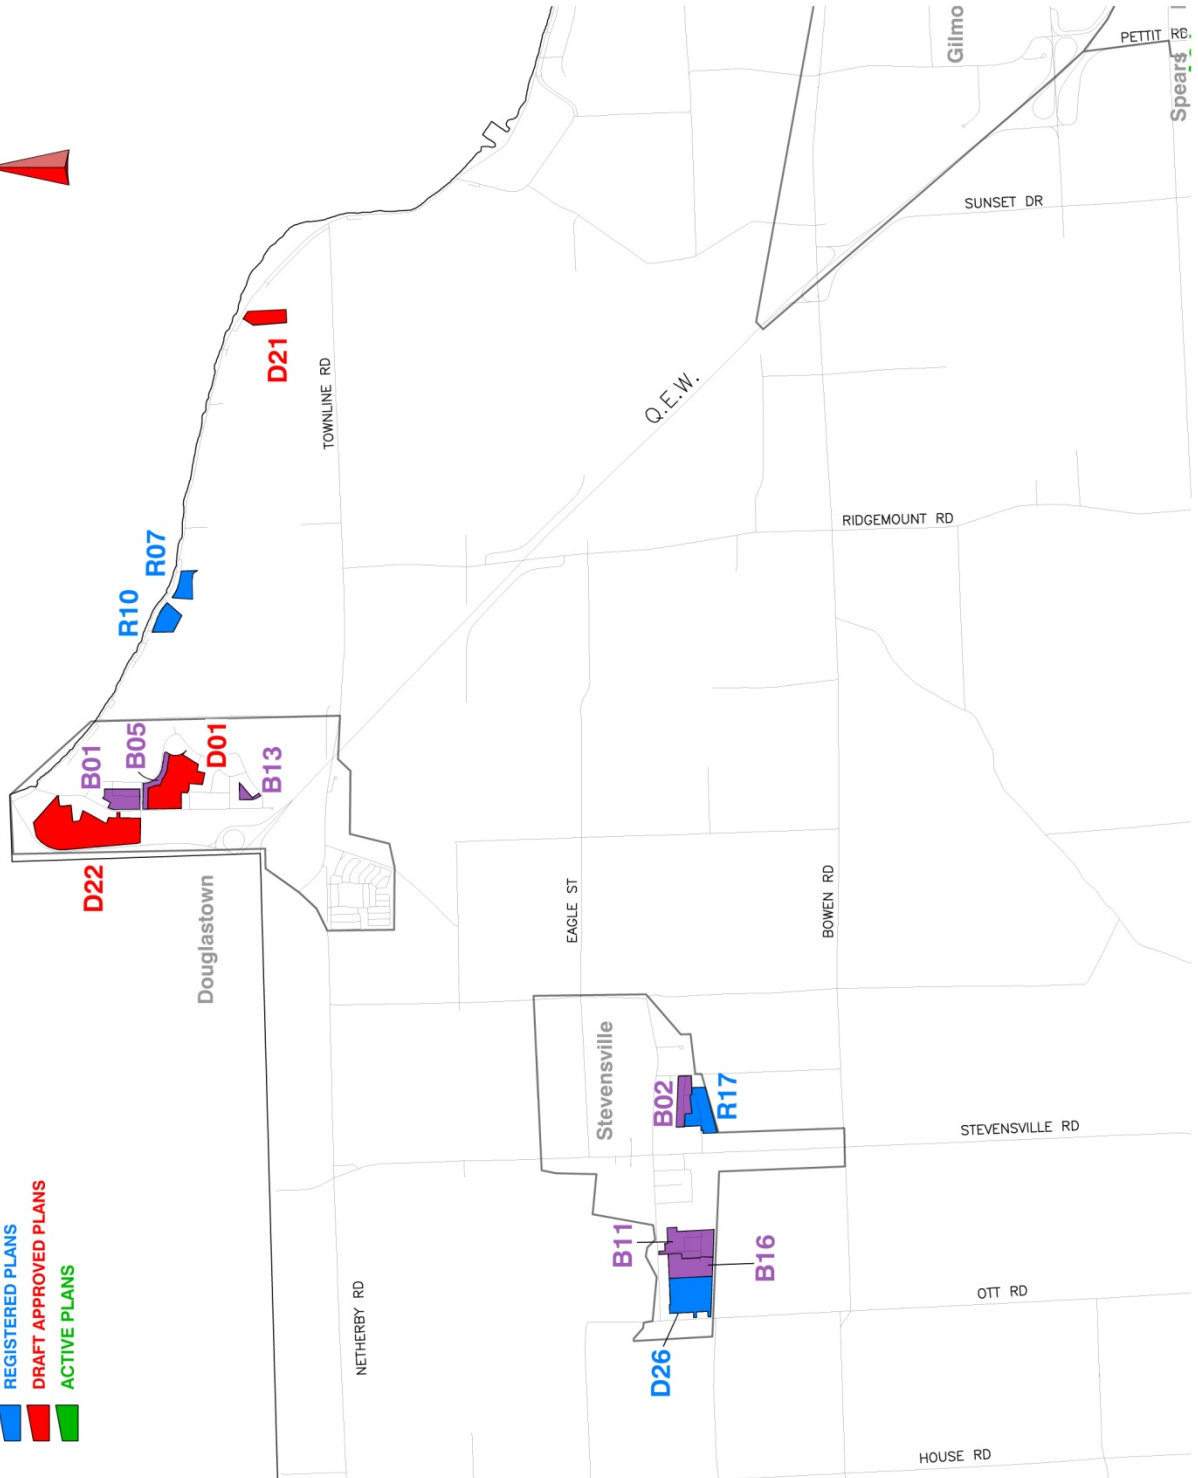 Gilmo
PETTIT RD.
Spears
SUNSET DR
D21
TOWNLINE RD
Q.E.W.
RIDGEMOUNT RD
R07
R10
B01
B05
D01
B13
D22
Douglastown
EAGLE ST
BOWEN RD
Stevensville
B02
R17
STEVENSVILLE RD
REGISTERED PLANS
DRAFT APPROVED PLANS
ACTIVE PLANS
B11
B16
NETHERBY RD
OTT RD
D26
HOUSE RD